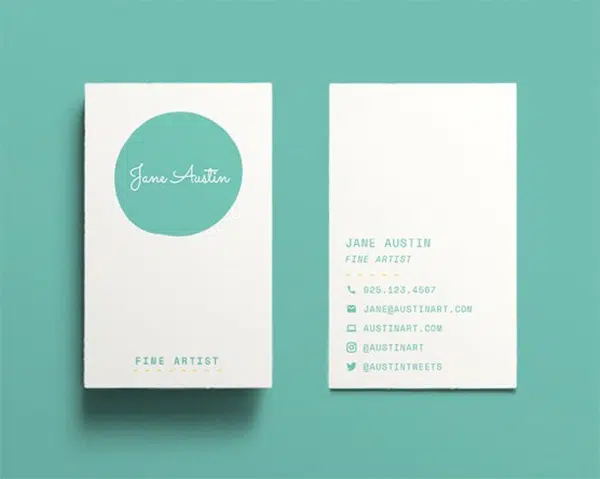 Jane Austin
FINE ARTIST
JANE AUSTIN
FINE ARTIST
925.123.4567
JANE@AUSTINART.COM
AUSTINART.COM
@AUSTINART
@AUSTINTWEETS